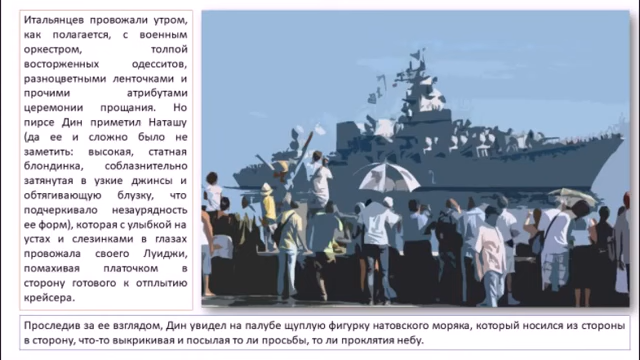 Итальянцев провожали утром,
как полагается, с военным
оркестром, толпой
восторженных одесситов,
разноцветными ленточками и
прочими атрибутами
церемонии прощания. Но
пирсе Дин приметил Наташу
(да ее и сложно было не
заметить: высокая, статная
блондинка, соблазнительно
затянутая в узкие джинсы и
обтягивающую блузку, что
подчеркивало незаурядность
ее форм), которая с улыбкой на
устах и слезинками в глазах
провожала своего Луиджи,
помахивая платочком в
сторону готового к отплытию
крейсера.
Проследив за ее взглядом, Дин увидел на палубе щуплую фигурку натовского моряка, который носился из стороны
в сторону, что-то выкрикивая и посылая то ли просьбы, то ли проклятия небу.